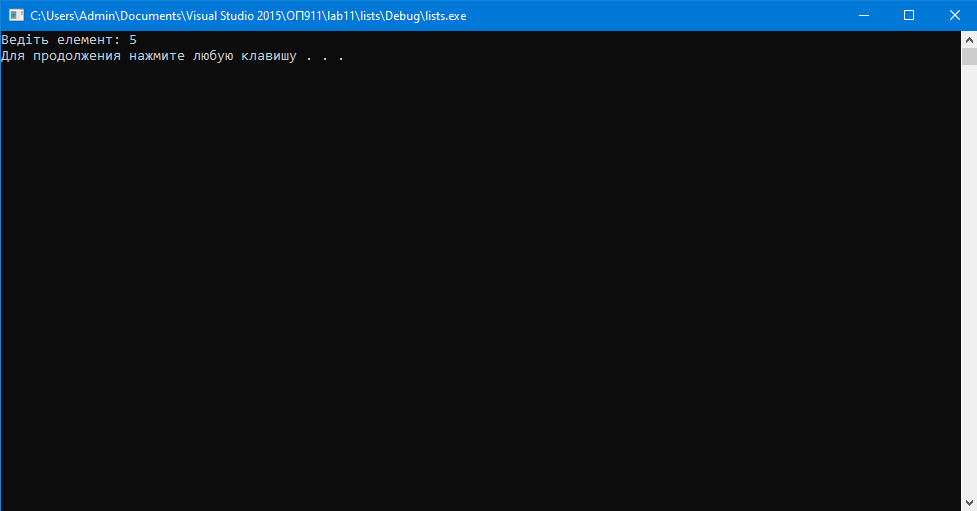 C:\Users\Admin\Documents\Visual Studio 2015\ОП911\lab11\lists\Debug\lists.exe
Ведіть елемент: 5
Для продолжения нажмите любую клавишу . . .